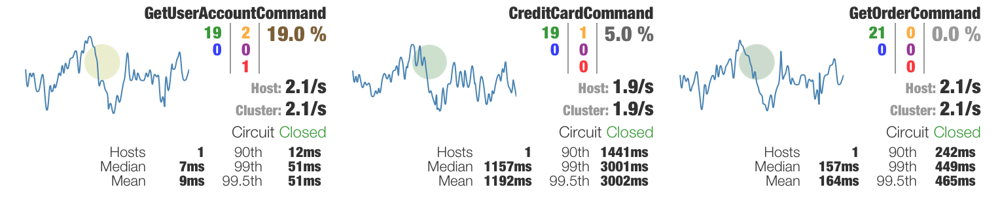 GetUserAccountCommand
19 2 19.0 %
0 0
1
Host: 2.1/s
Cluster: 2.1/s
Circuit Closed
Hosts 1 90th 12ms
Median 7ms 99th 51ms
Mean 9ms 99.5th 51ms
CreditCardCommand
19 1 5.0 %
0 0
0
Host: 1.9/s
Cluster: 1.9/s
Circuit Closed
Hosts 1 90th 1441ms
Median 1157ms 99th 3001ms
Mean 1192ms 99.5th 3002ms
GetOrderCommand
21 0 0.0 %
0 0
0
Host: 2.1/s
Cluster: 2.1/s
Circuit Closed
Hosts 1 90th 242ms
Median 157ms 99th 449ms
Mean 164ms 99.5th 465ms